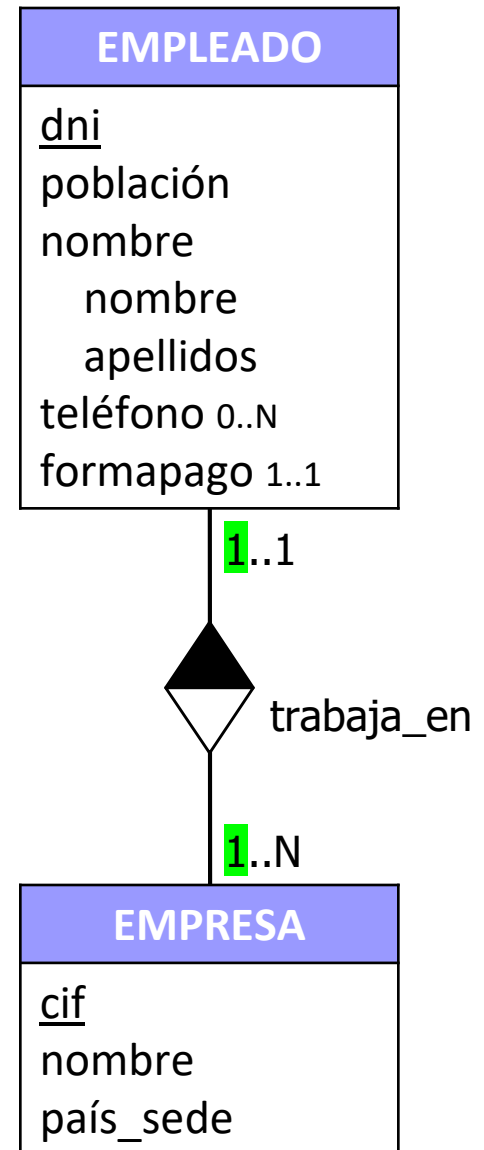 EMPLEADO
dni
población
nombre
nombre
apellidos
teléfono 0..N
formapago 1..1
1..1
trabaja_en
1..N
EMPRESA
cif
nombre
país_sede